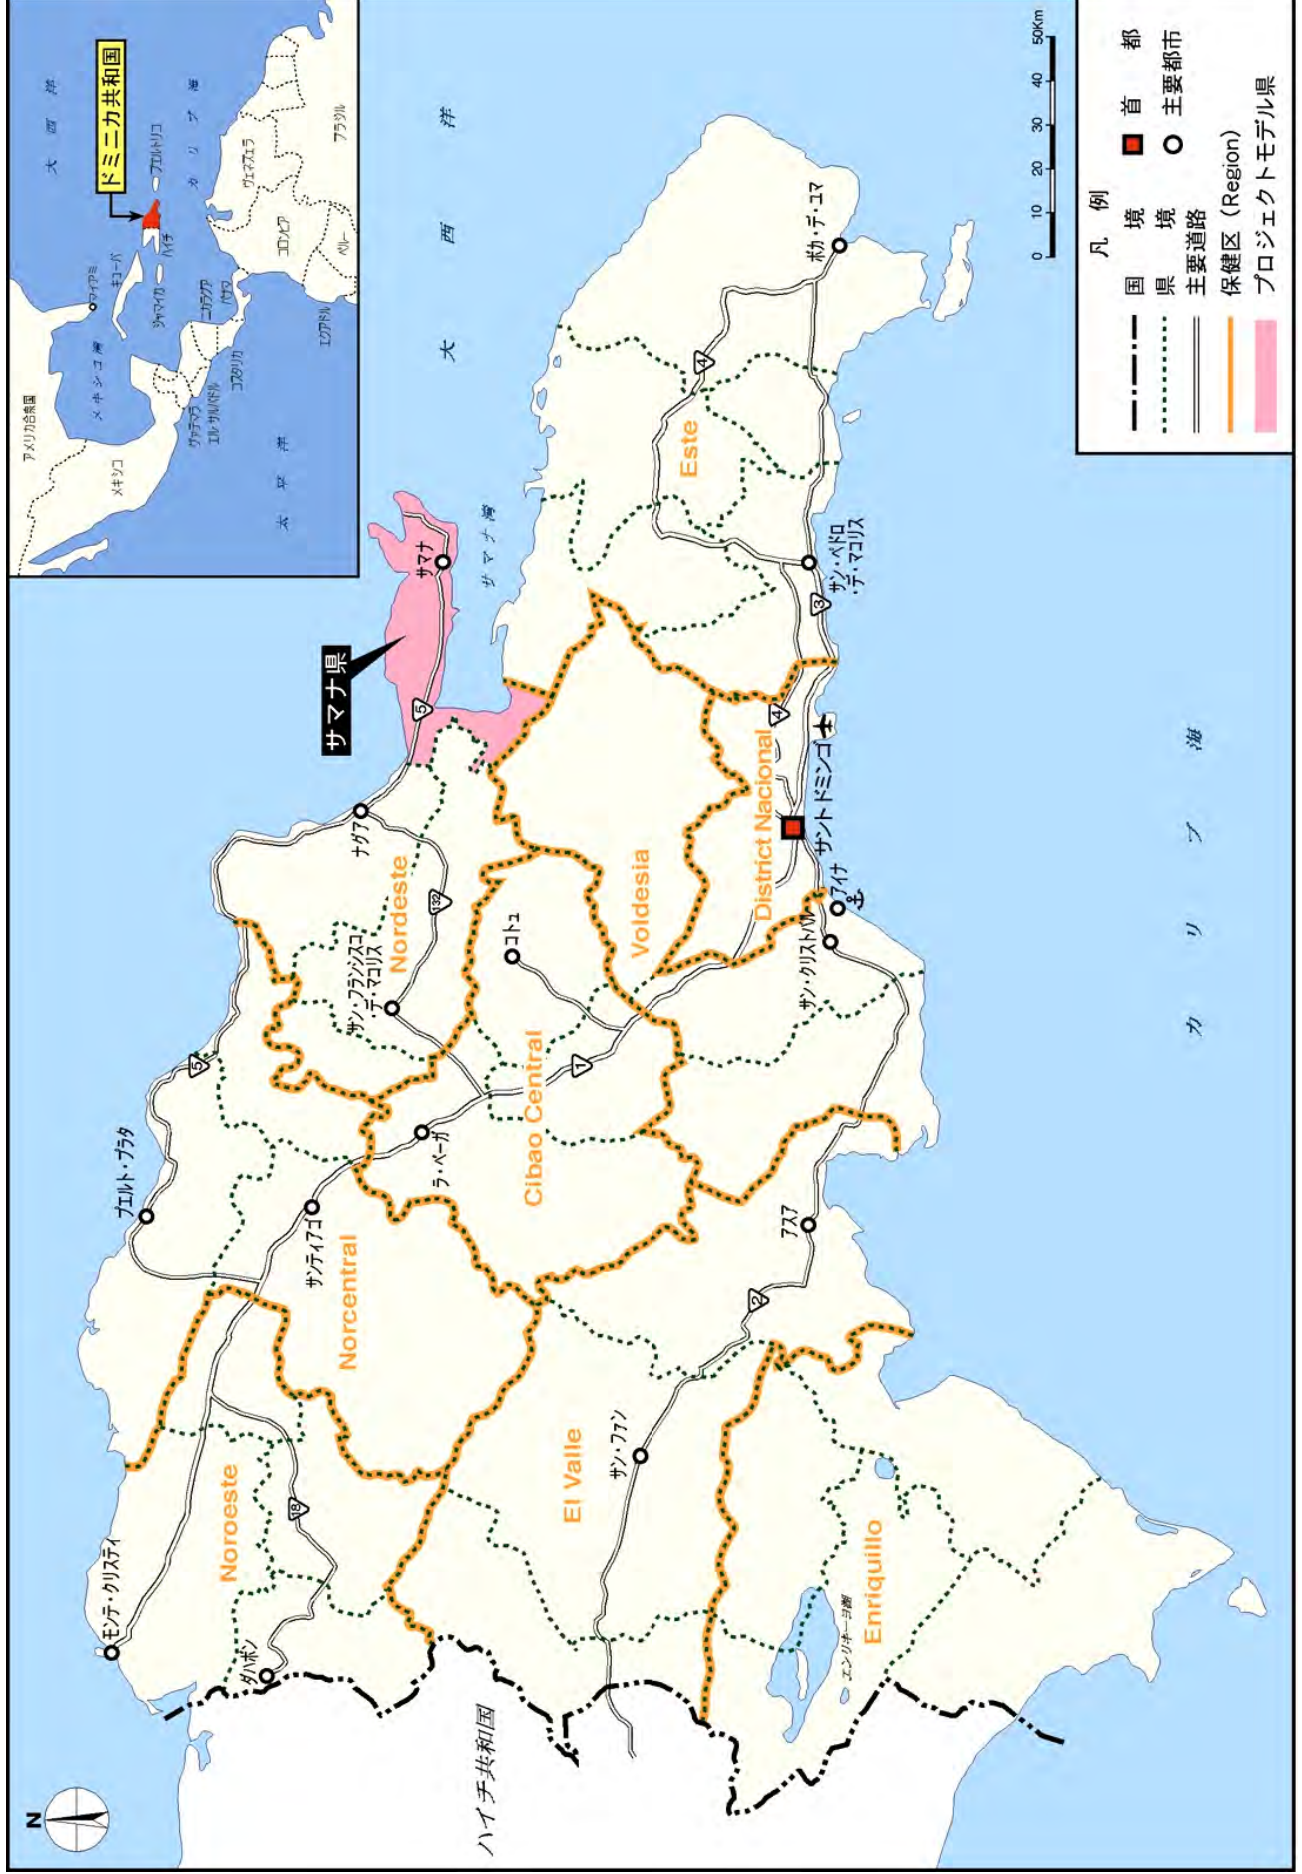 アメリカ合衆国
メキシコ湾
マイアミ
大西洋
ドミニカ共和国
メキシコ
キューバ
ジャマイカ
ハイチ
プエルトリコ
カリブ海
グァテマラ
エル サルバドル
ニカラグア
コスタリカ
パナマ
ヴェネズエラ
コロンビア
エクアドル
ペルー
ブラジル
太平洋
N
大西洋
サマナ県
サマナ
サマナ湾
モンテ・クリスティ
ダハボン
プエルト・プラタ
サンティアゴ
ナグア
サン・フランシスコ
・デ・マコリス
ラ・ベーガ
コトュ
サン・ファン
アスア
サン・クリストバル
アイナ
サントドミンゴ
サン・ペドロ
・デ・マコリス
ボカ・デ・ユマ
エンリキーヨ湖
ハイチ共和国
カリブ海
Noroeste
Norcentral
Nordeste
Cibao Central
Voldesia
District Nacional
Este
El Valle
Enriquillo
5
5
132
18
1
2
4
4
3
0 10 20 30 40 50Km
凡例
国境
県境
主要道路
保健区（Region）
プロジェクトモデル県
首都
主要都市